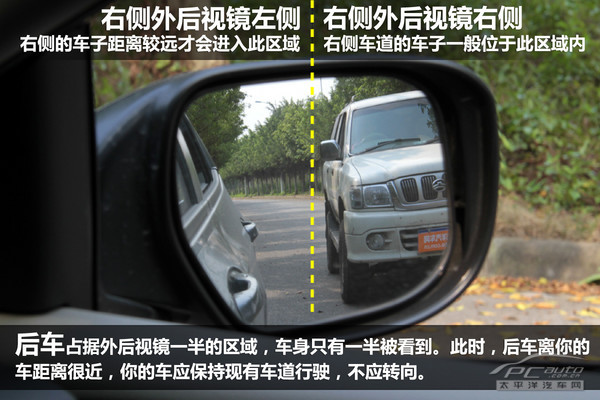 右侧外后视镜左侧
右侧的车子距离较远才会进入此区域
右侧外后视镜右侧
右侧车道的车子一般位于此区域内
后车占据外后视镜一半的区域，车身只有一半被看到。此时，后车离你的
车距离很近，你的车应保持现有车道行驶，不应转向。
PCauto.com.cn
太平洋汽车网